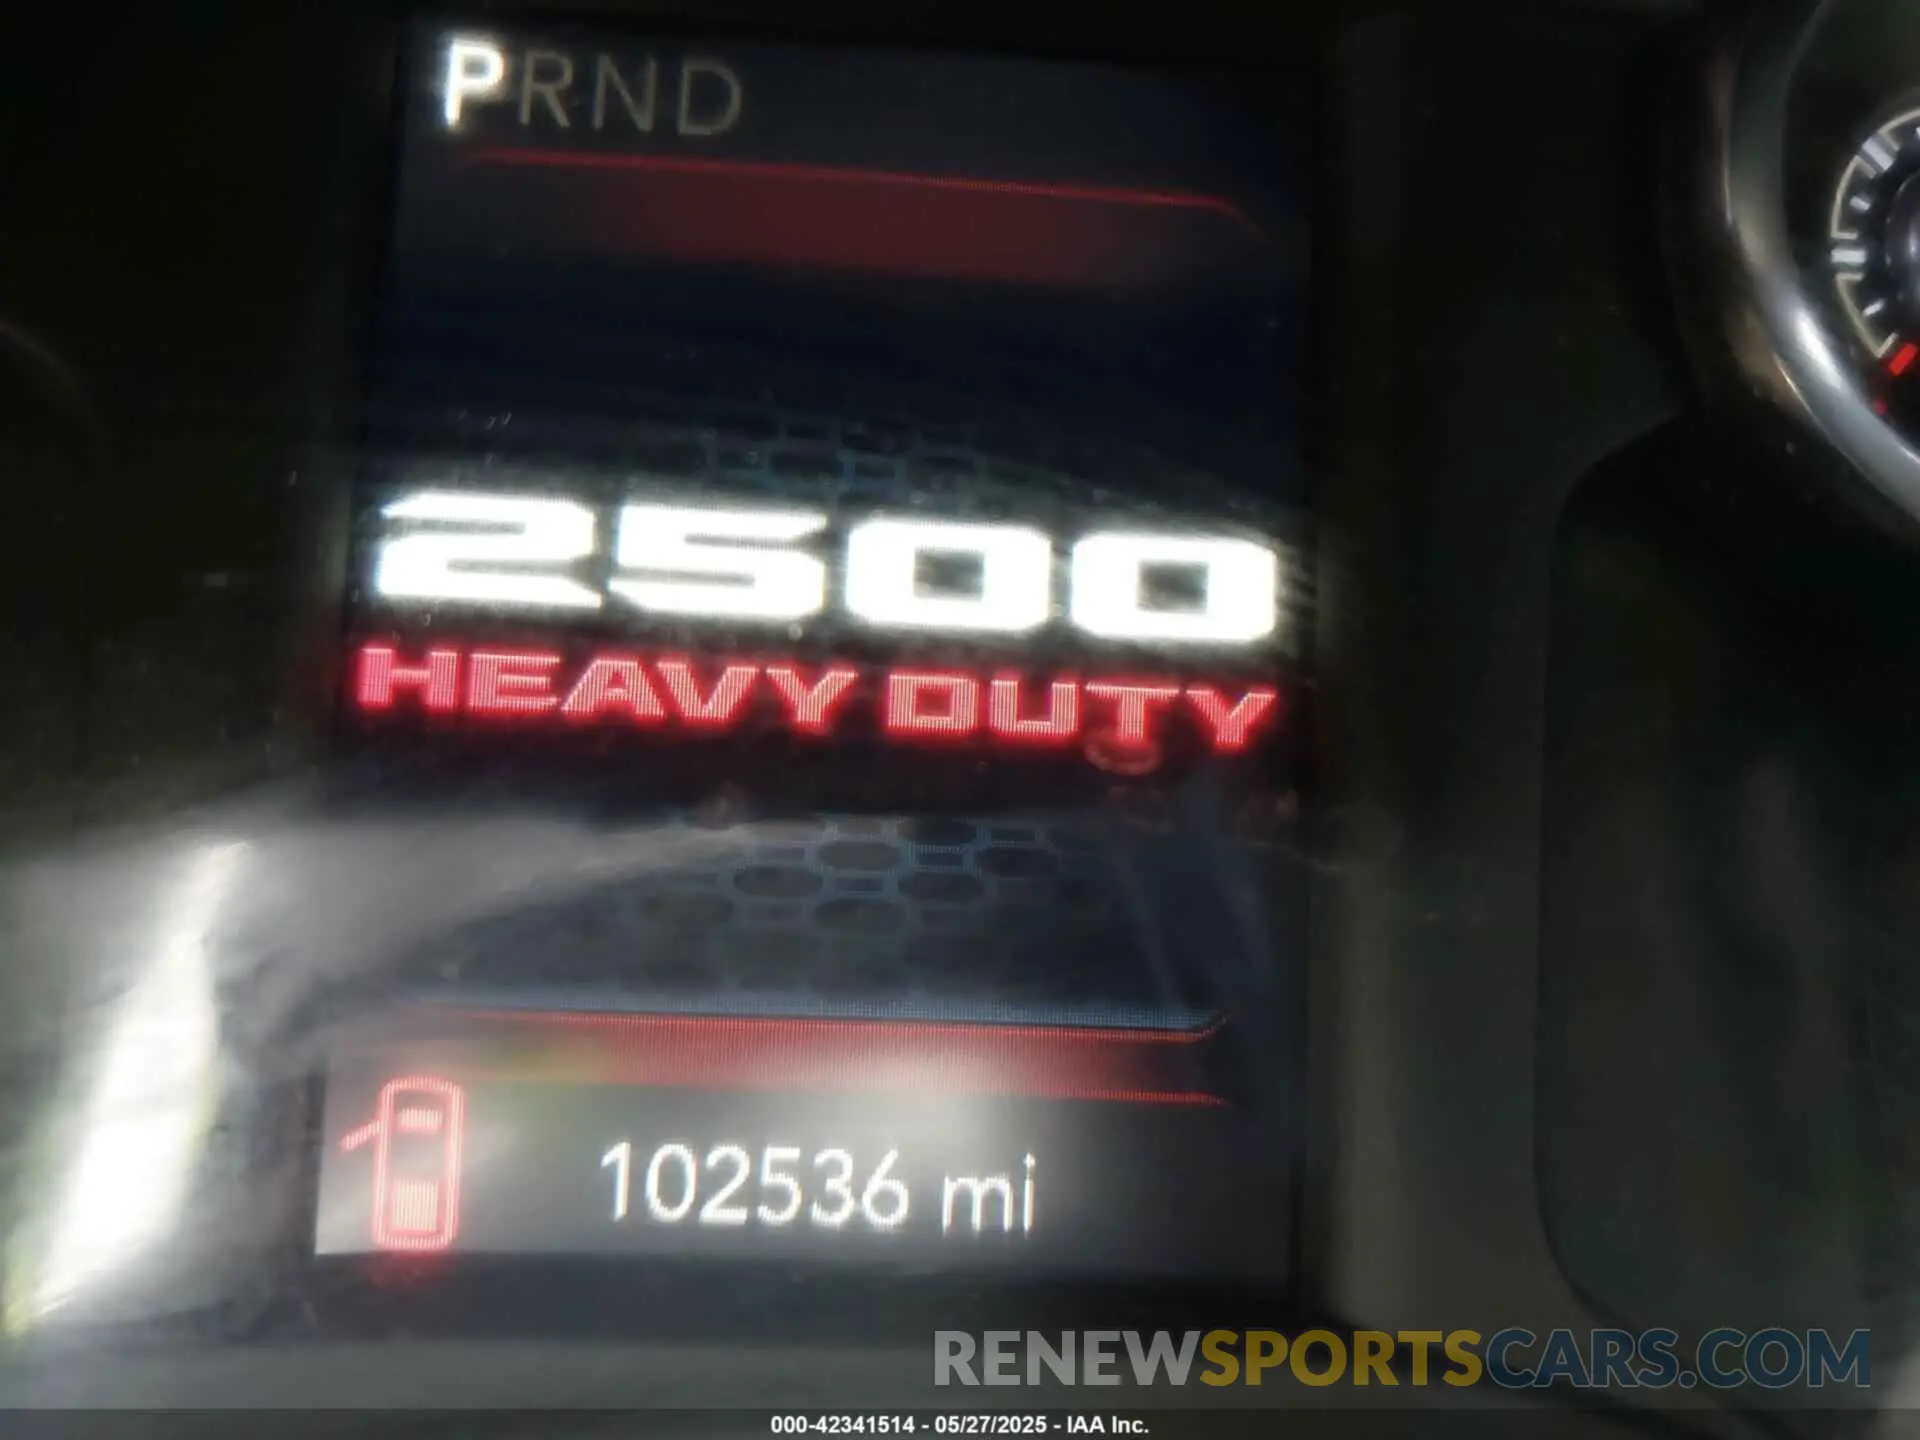 PRND
2500
HEAVY DUTY
102536 mi
RENEWSPORTSCARS.COM
000-42341514 - 05/27/2025 - IAA Inc.